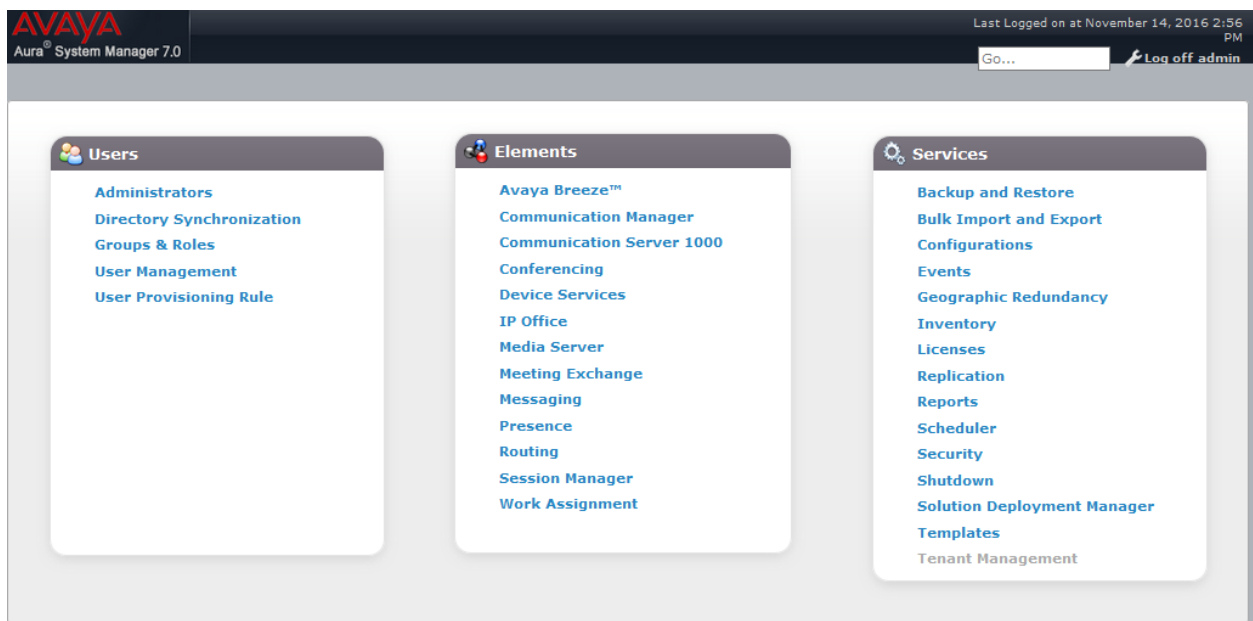 AVAYA
Aura® System Manager 7.0
Last Logged on at November 14, 2016 2:56
PM
Go...
Log off admin
Users
Administrators
Directory Synchronization
Groups & Roles
User Management
User Provisioning Rule
Elements
Avaya Breeze™
Communication Manager
Communication Server 1000
Conferencing
Device Services
IP Office
Media Server
Meeting Exchange
Messaging
Presence
Routing
Session Manager
Work Assignment
Services
Backup and Restore
Bulk Import and Export
Configurations
Events
Geographic Redundancy
Inventory
Licenses
Replication
Reports
Scheduler
Security
Shutdown
Solution Deployment Manager
Templates
Tenant Management